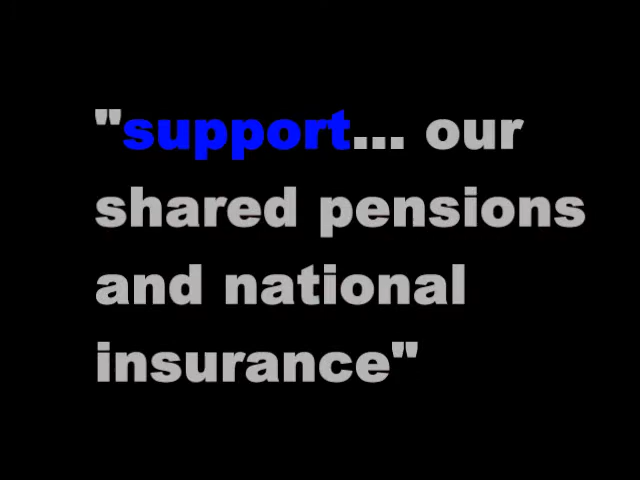 "support... our
shared pensions
and national
insurance"